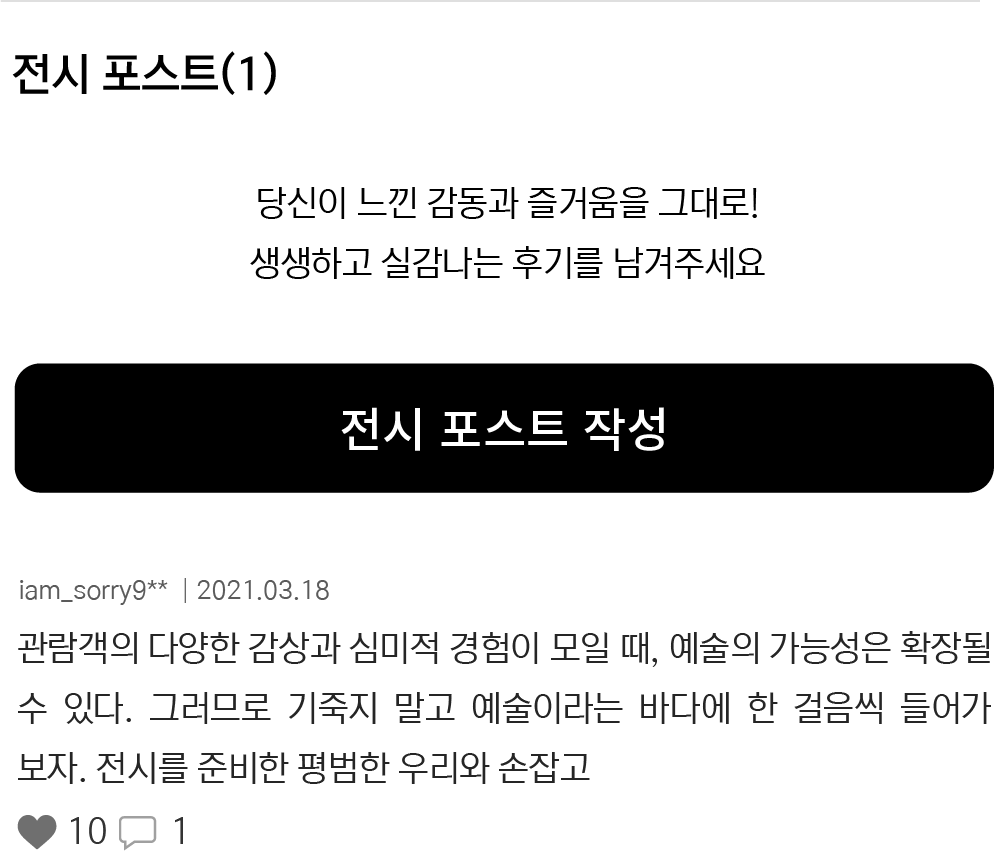 전시 포스트(1)
당신이 느낀 감동과 즐거움을 그대로!
생생하고 실감나는 후기를 남겨주세요
전시 포스트 작성
iam_sorry9** | 2021.03.18
관람객의 다양한 감상과 심미적 경험이 모일 때, 예술의 가능성은 확장될
수 있다. 그러므로 기죽지 말고 예술이라는 바다에 한 걸음씩 들어가
보자. 전시를 준비한 평범한 우리와 손잡고
10 1